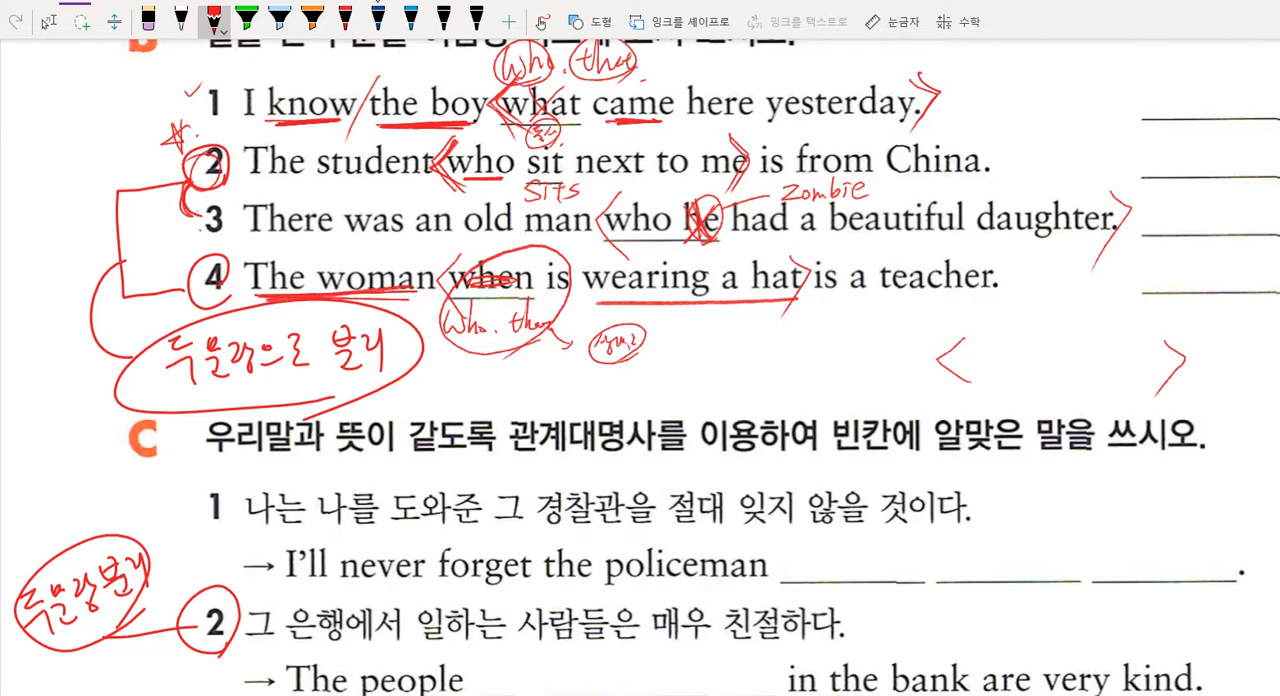 도형 잉크를 셰이프로 잉크를 텍스트로 눈금자 수학
who. that
1 I know the boy what came here yesterday.
2 The student who sit next to me is from China.
sits
zombie
3 There was an old man who he had a beautiful daughter.
4 The woman when is wearing a hat is a teacher.
who.
두 문장으로 분리
C 우리말과 뜻이 같도록 관계대명사를 이용하여 빈칸에 알맞은 말을 쓰시오.
1 나는 나를 도와준 그 경찰관을 절대 잊지 않을 것이다.
→ I'll never forget the policeman ______ ______ ______.
두 문장 분리
2 그 은행에서 일하는 사람들은 매우 친절하다.
→ The people in the bank are very kind.